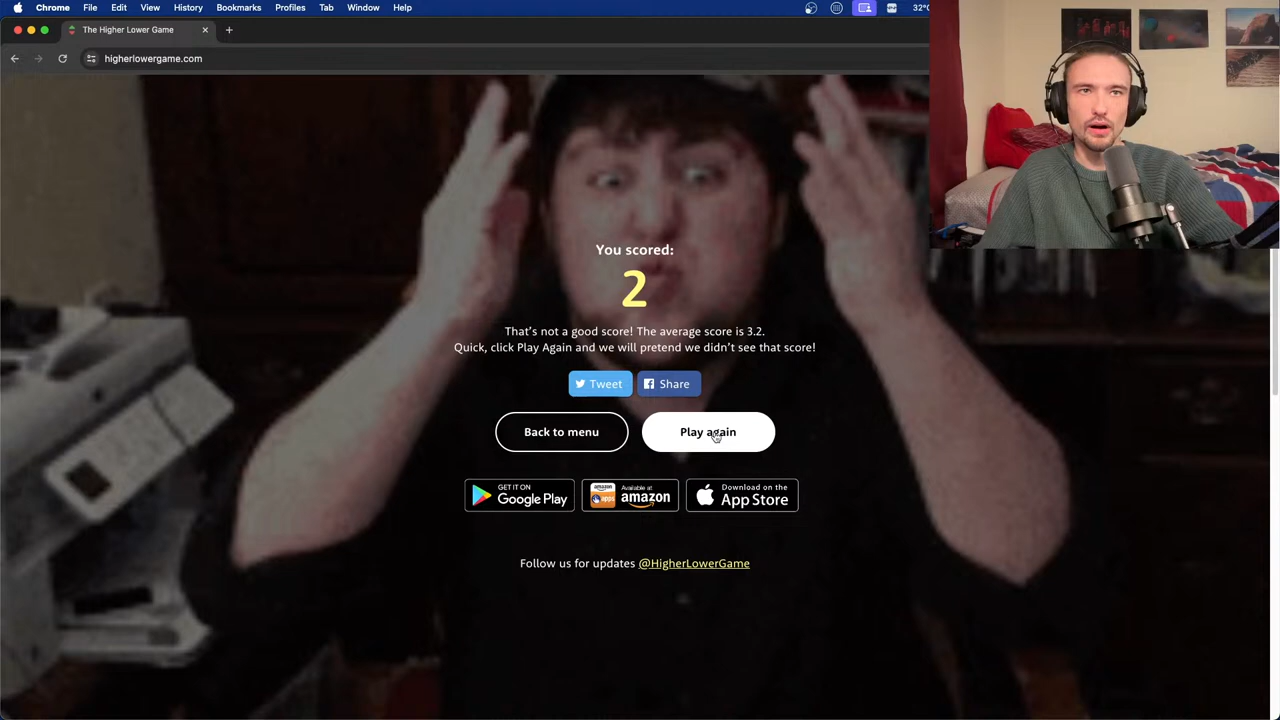 Chrome File Edit View History Bookmarks Profiles Tab Window Help
The Higher Lower Game
higherlowergame.com
You scored:
2
That's not a good score! The average score is 3.2.
Quick, click Play Again and we will pretend we didn't see that score!
Tweet Share
Back to menu Play again
GET IT ON Google Play
Available at amazon
Download on the App Store
Follow us for updates @HigherLowerGame